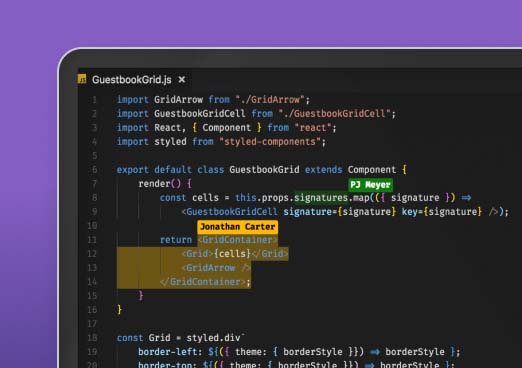 JS GuestbookGrid.js ×
1 import GridArrow from "./GridArrow";
2 import GuestbookGridCell from "./GuestbookGridCell";
3 import React, { Component } from "react";
4 import styled from "styled-components";
5
6 export default class GuestbookGrid extends Component {
PJ Meyer
7 render() {
8 const cells = this.props.signatures.map(({ signature }) ⇒
9 <GuestbookGridCell signature={signature} key={signature} />);
Jonathan Carter
10
11 return <GridContainer>
12 <Grid>{cells}</Grid>
13 <GridArrow />
14 </GridContainer>;
15 }
16 }
17
18 const Grid = styled.div`
19 border-left: ${({ theme: { borderStyle }}) ⇒ borderStyle };
20 border-top: ${({ theme: { borderStyle }}) ⇒ borderStyle };